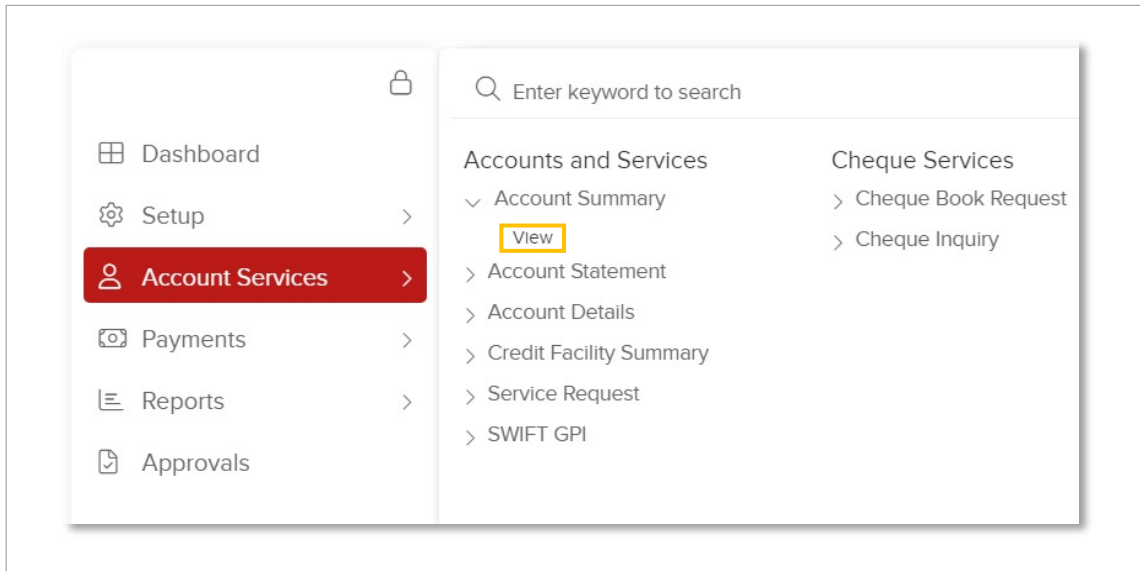 Enter keyword to search
Dashboard
Setup
Account Services
Payments
Reports
Approvals
Accounts and Services
Account Summary
View
Account Statement
Account Details
Credit Facility Summary
Service Request
SWIFT GPI
Cheque Services
Cheque Book Request
Cheque Inquiry